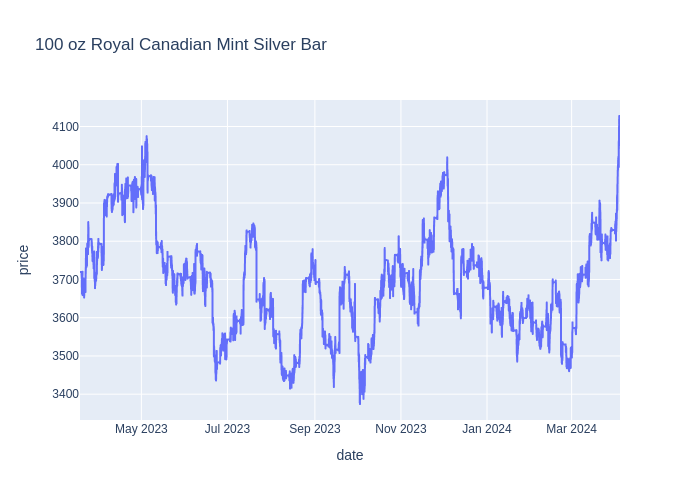 100 oz Royal Canadian Mint Silver Bar
4100
4000
3900
3800
3700
3600
3500
3400
price
May 2023
Jul 2023
Sep 2023
Nov 2023
Jan 2024
Mar 2024
date